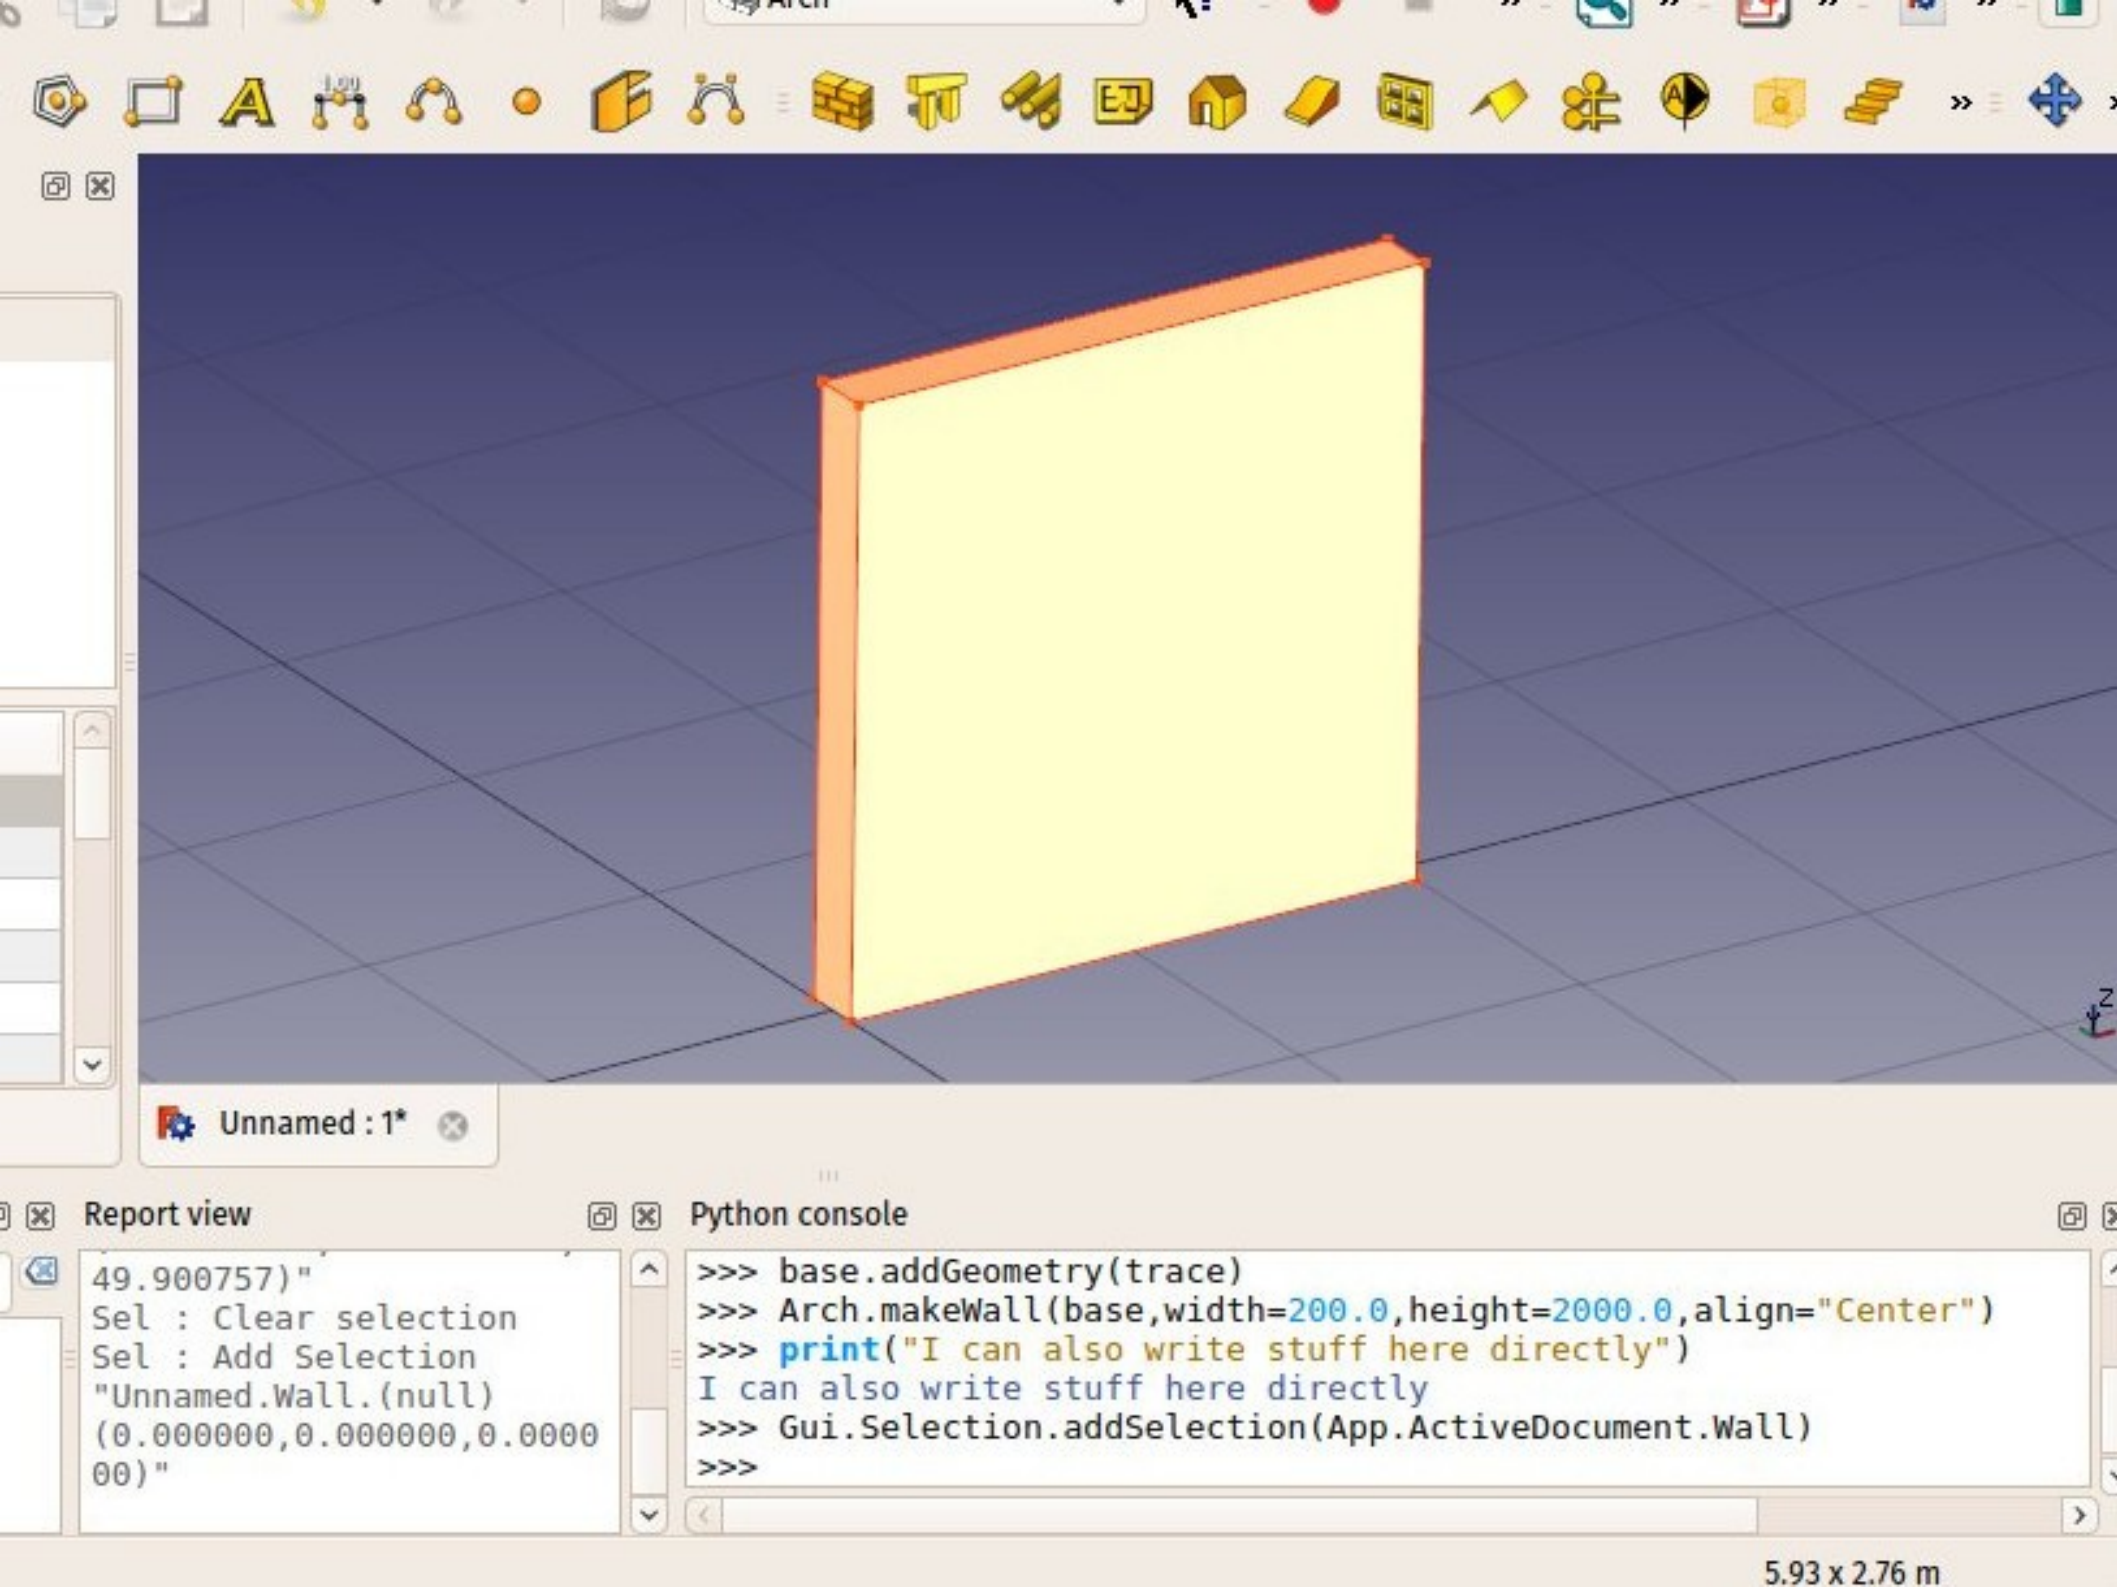 Arch
A
1.00
A
Z
Unnamed : 1*
Report view
49.900757)"
Sel : Clear selection
Sel : Add Selection
"Unnamed.Wall.(null)
(0.000000,0.000000,0.0000
00)"
Python console
>>> base.addGeometry(trace)
>>> Arch.makeWall(base,width=200.0,height=2000.0,align="Center")
>>> print("I can also write stuff here directly")
I can also write stuff here directly
>>> Gui.Selection.addSelection(App.ActiveDocument.Wall)
>>>
5.93 x 2.76 m